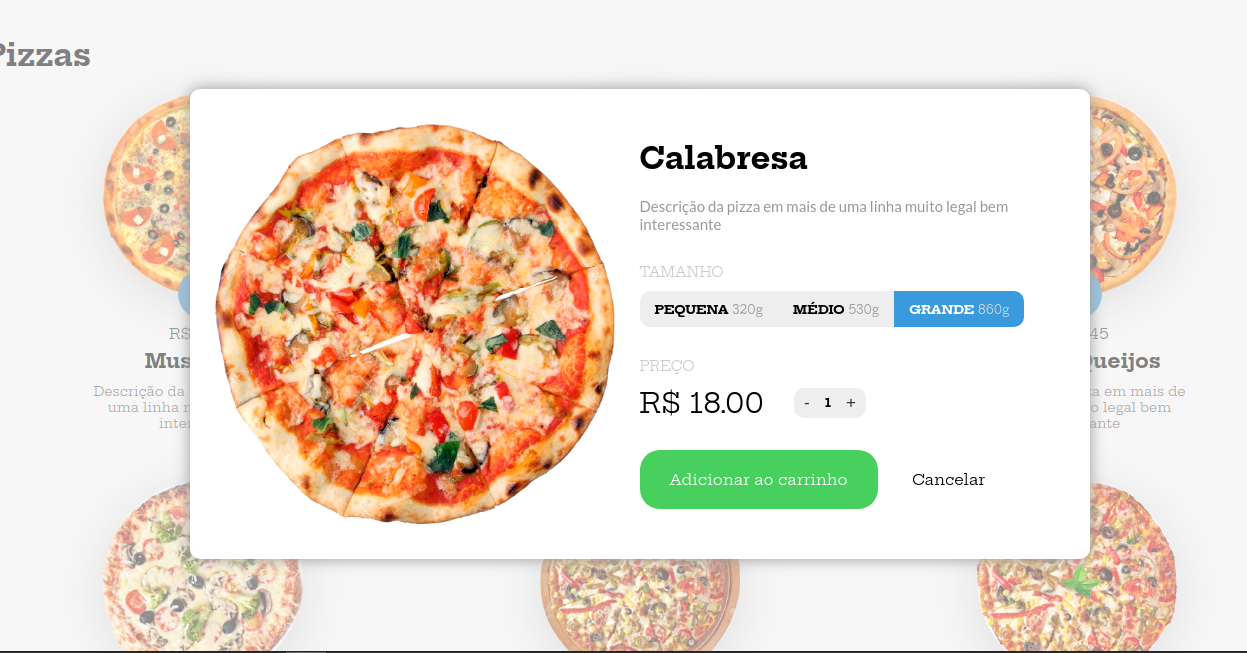 Pizzas
Calabresa
Descrição da pizza em mais de uma linha muito legal bem
interessante
TAMANHO
PEQUENA 320g MÉDIO 530g GRANDE 860g
PREÇO
R$ 18.00 - 1 +
Adicionar ao carrinho Cancelar
R$
Mus
Descrição da
uma linha
inter
45
Queijos
za em mais de
o legal bem
ante